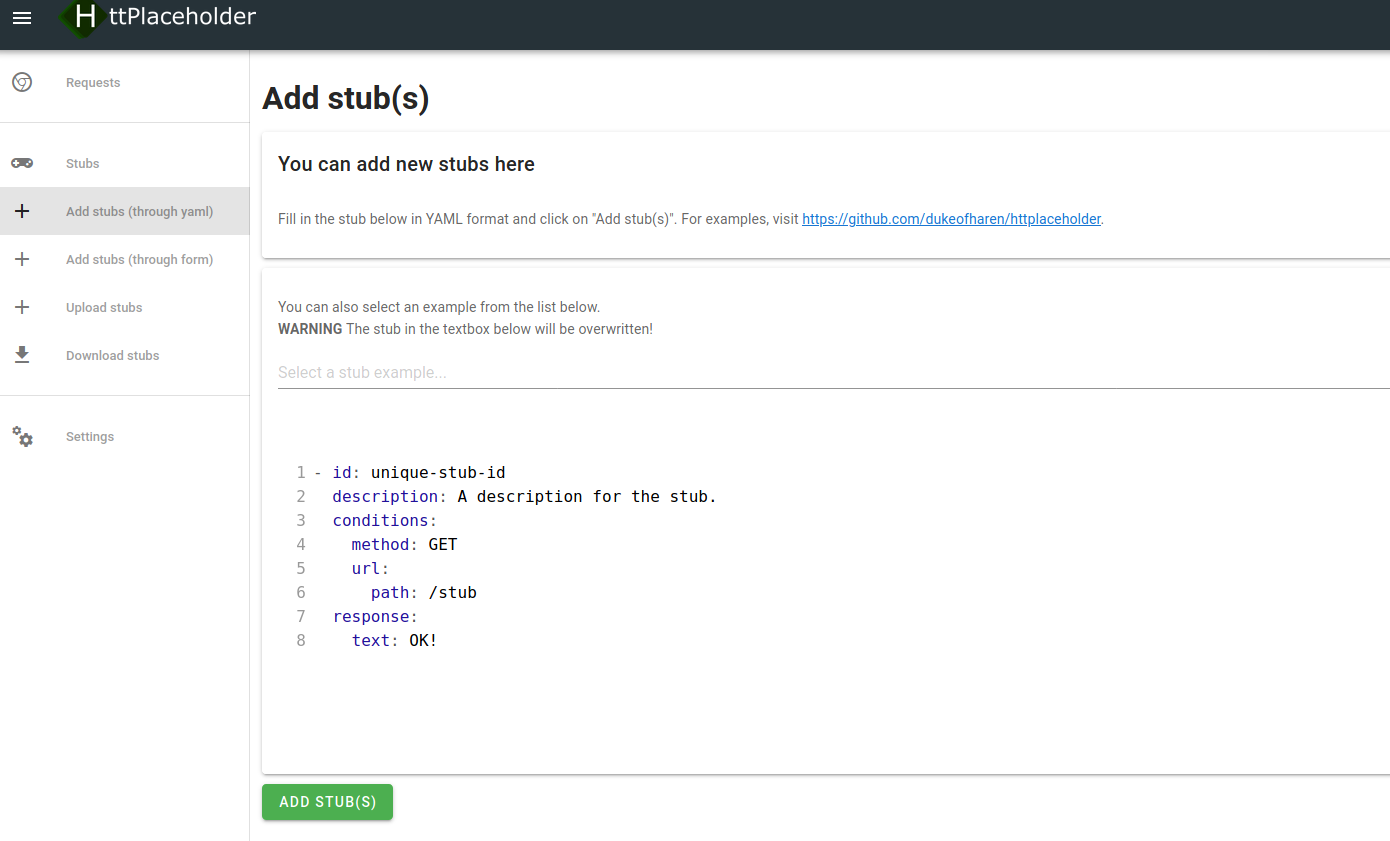 HttPlaceholder
Requests
Stubs
Add stubs (through yaml)
Add stubs (through form)
Upload stubs
Download stubs
Settings
Add stub(s)
You can add new stubs here
Fill in the stub below in YAML format and click on "Add stub(s)". For examples, visit https://github.com/dukeofharen/httplaceholder.
You can also select an example from the list below.
WARNING The stub in the textbox below will be overwritten!
Select a stub example...
1 - id: unique-stub-id
2   description: A description for the stub.
3   conditions:
4     method: GET
5     url:
6       path: /stub
7   response:
8     text: OK!
ADD STUB(S)